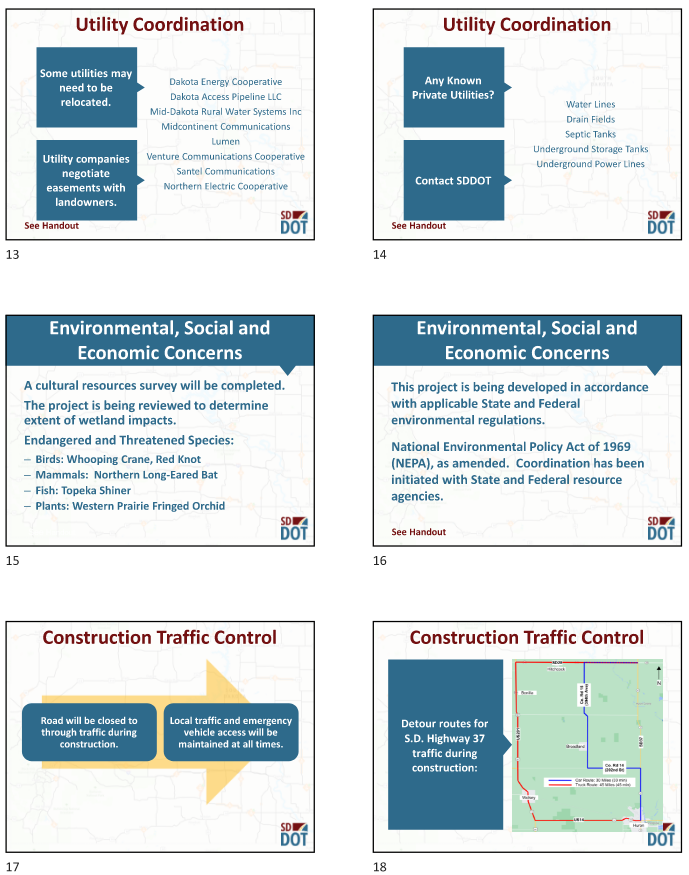 Utility Coordination
Some utilities may
need to be
relocated.
Utility companies
negotiate
easements with
landowners.
Dakota Energy Cooperative
Dakota Access Pipeline LLC
Mid-Dakota Rural Water Systems Inc
Midcontinent Communications
Lumen
Venture Communications Cooperative
Santel Communications
Northern Electric Cooperative
See Handout
SD
DOT
13
Utility Coordination
Any Known
Private Utilities?
Contact SDDOT
Water Lines
Drain Fields
Septic Tanks
Underground Storage Tanks
Underground Power Lines
See Handout
SD
DOT
14
Environmental, Social and
Economic Concerns
A cultural resources survey will be completed.
The project is being reviewed to determine
extent of wetland impacts.
Endangered and Threatened Species:
– Birds: Whooping Crane, Red Knot
– Mammals: Northern Long-Eared Bat
– Fish: Topeka Shiner
– Plants: Western Prairie Fringed Orchid
SD
DOT
15
Environmental, Social and
Economic Concerns
This project is being developed in accordance
with applicable State and Federal
environmental regulations.
National Environmental Policy Act of 1969
(NEPA), as amended. Coordination has been
initiated with State and Federal resource
agencies.
See Handout
SD
DOT
16
Construction Traffic Control
Road will be closed to
through traffic during
construction.
Local traffic and emergency
vehicle access will be
maintained at all times.
SD
DOT
17
Construction Traffic Control
Detour routes for
S.D. Highway 37
traffic during
construction:
Hitchcock
Bonilla
Broadland
Co. Rd 14
(202nd St)
Car Route: 30 Miles (33 min)
Truck Route: 45 Miles (45 min)
Wolsey
US14
Huron
SD
DOT
18